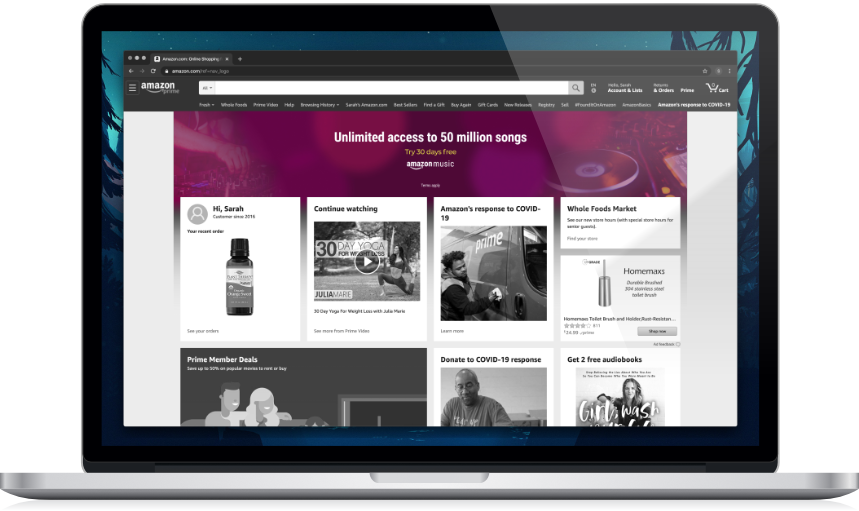 Amazon.com: Online Shopping
amazon.com/ref=nav_logo
amazon
prime
All
EN
Hello, Sarah
Account & Lists
Returns
& Orders
Prime
0
Cart
Fresh
Whole Foods
Prime Video
Help
Browsing History
Sarah's Amazon.com
Best Sellers
Find a Gift
Buy Again
Gift Cards
New Releases
Registry
Sell
#FoundItOnAmazon
AmazonBasics
Amazon's response to COVID-19
Unlimited access to 50 million songs
Try 30 days free
amazon music
Terms apply
Hi, Sarah
Customer since 2016
Your recent order
See your orders
Continue watching
30 DAY YOGA
FOR WEIGHT LOSS
JULIAMARIE
30 Day Yoga for Weight Loss with Julia Marie
See more from Prime Video
Amazon's response to COVID-
19
prime
Learn more
Whole Foods Market
See our new store hours (with special store hours for
senior guests).
Find your store
Homemaxs
Durable Brushed
304 stainless steel
toilet brush
Homemaxs Toilet Brush and Holder,Rust-Resistan...
Shop now
Ad feedback
Prime Member Deals
Save up to 50% on popular movies to rent or buy
Donate to COVID-19 response
Get 2 free audiobooks
Girl, wash